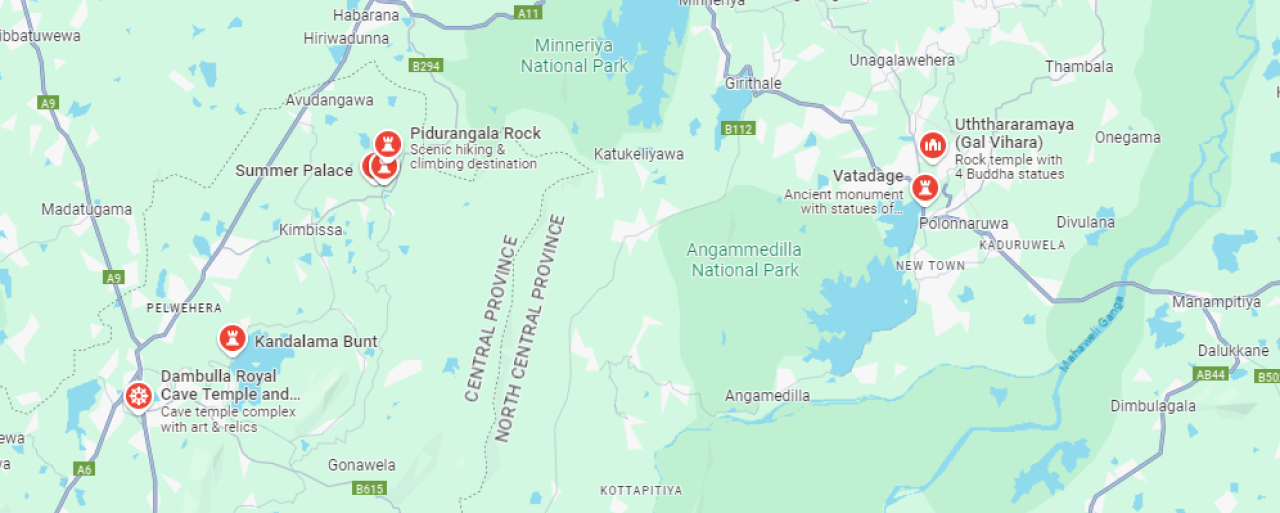 Habarana
A11
Minneriya
ibbatuwewa
Hiriwadunna
Minneriya
National Park
Unagalawehera
Thambala
B294
Girithale
A9
Avudangawa
B112
Uththararamaya
(Gal Vihara)
Rock temple with
4 Buddha statues
Onegama
Pidurangala Rock
Scenic hiking &
climbing destination
Katukeliyawa
Summer Palace
Vatadage
Ancient monument
with statues of...
Madatugama
Kimbissa
Polonnaruwa
Divulana
KADURUWELA
CENTRAL PROVINCE
NORTH CENTRAL PROVINCE
Angammedilla
National Park
NEW TOWN
A9
PELWEHERA
Mahaweli Ganga
Manampitiya
Kandalama Bunt
Dalukkane
Dambulla Royal
Cave Temple and...
Cave temple complex
with art & relics
AB44
B50
Angamedilla
Dimbulagala
ewa
Gonawela
A6
B615
KOTTAPITIYA